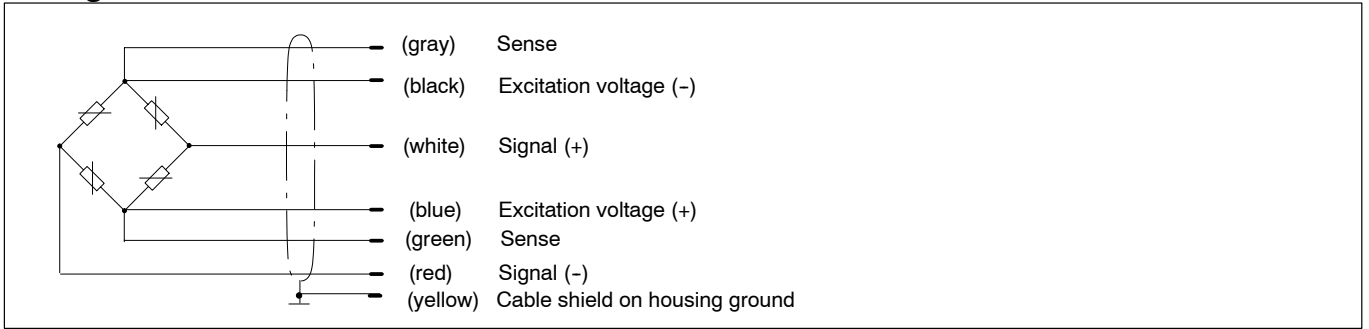 (gray) Sense
(black) Excitation voltage (-)
(white) Signal (+)
(blue) Excitation voltage (+)
(green) Sense
(red) Signal (-)
(yellow) Cable shield on housing ground